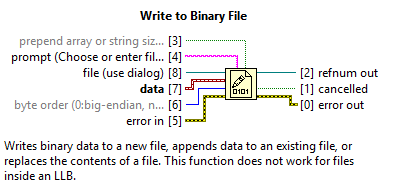 Write to Binary File
prepend array or string siz... [3]
prompt (Choose or enter fil... [4]
file (use dialog) [8]
[2] refnum out
data [7]
[1] cancelled
byte order (0:big-endian, n... [6]
[0] error out
error in [5]
0101
Writes binary data to a new file, appends data to an existing file, or
replaces the contents of a file. This function does not work for files
inside an LLB.